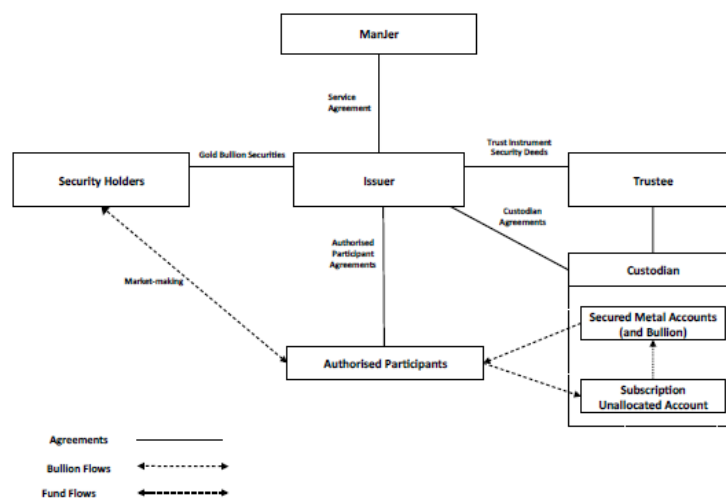 ManJer
Service
Agreement
Gold Bullion Securities
Trust Instrument
Security Deeds
Security Holders
Issuer
Trustee
Custodian
Agreements
Authorised
Participant
Agreements
Market-making
Custodian
Secured Metal Accounts
(and Bullion)
Authorised Participants
Subscription
Unallocated Account
Agreements
Bullion Flows
Fund Flows